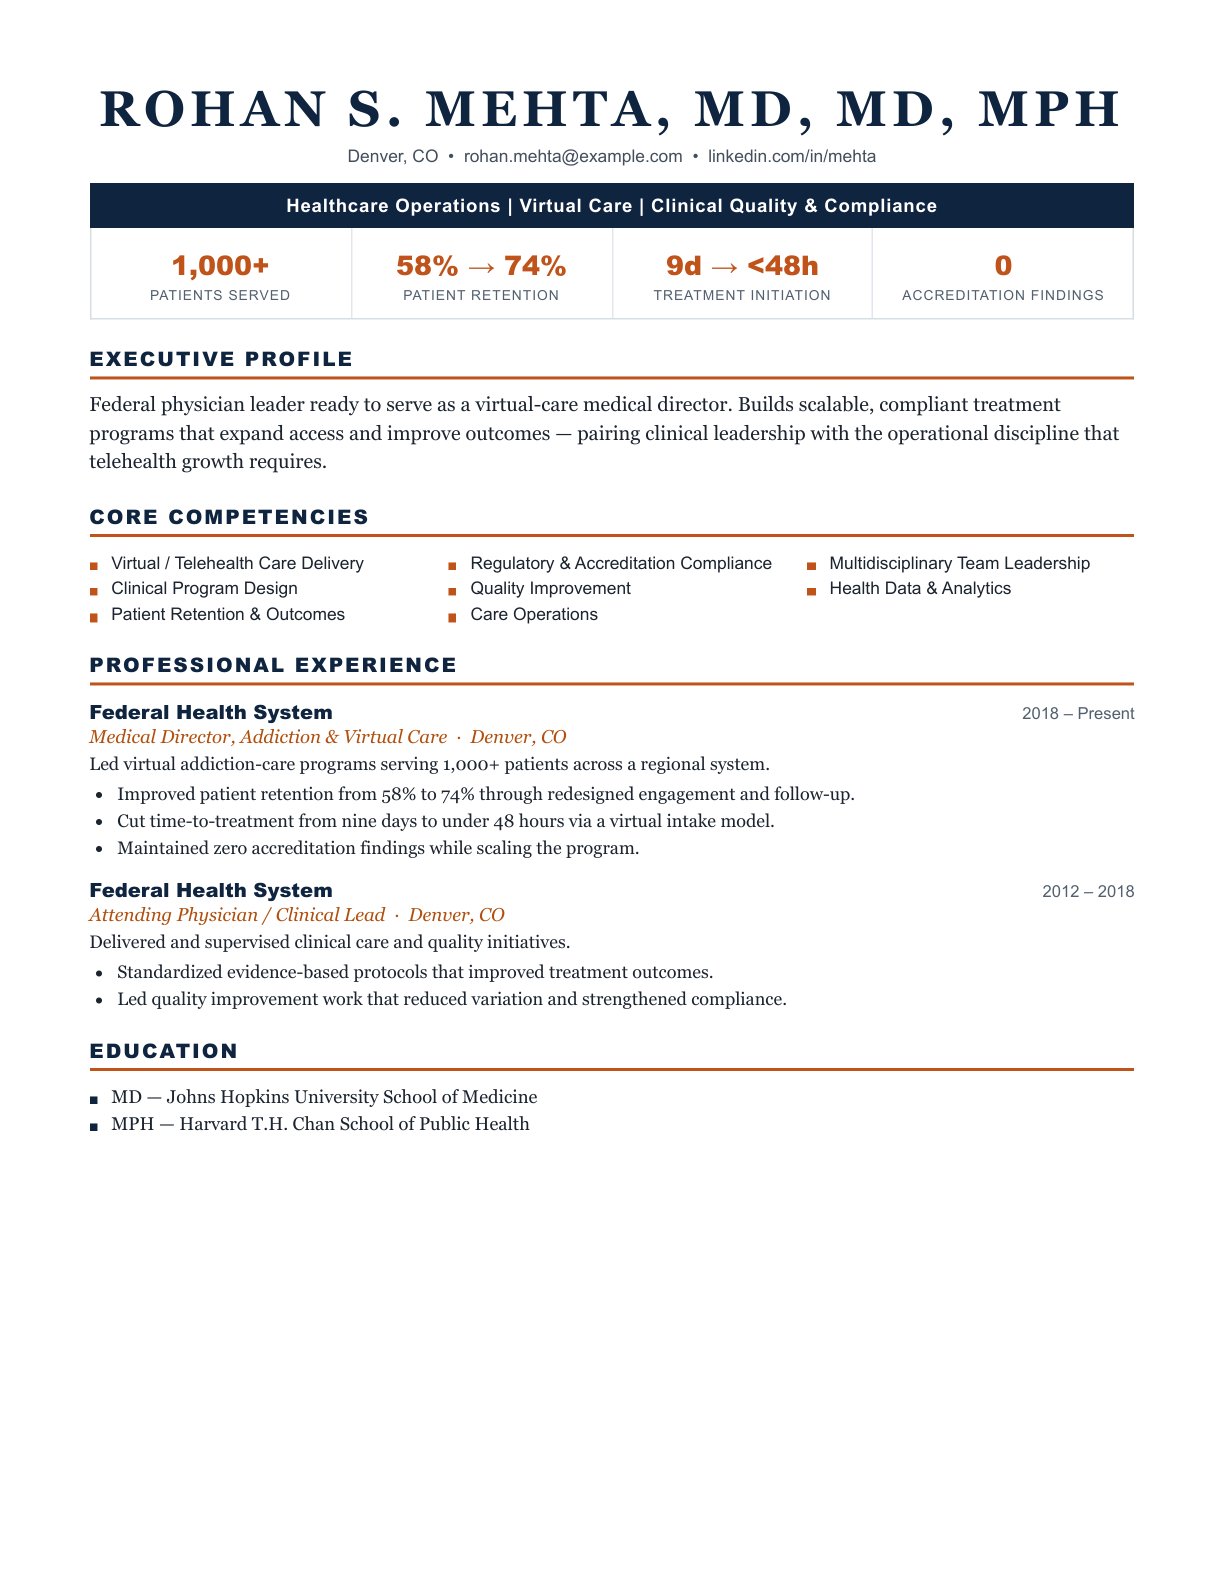 ROHAN S. MEHTA, MD, MD, MPH
Denver, CO • rohan.mehta@example.com • linkedin.com/in/mehta
Healthcare Operations | Virtual Care | Clinical Quality & Compliance
1,000+ 58% → 74% 9d → <48h 0
PATIENTS SERVED PATIENT RETENTION TREATMENT INITIATION ACCREDITATION FINDINGS
EXECUTIVE PROFILE
Federal physician leader ready to serve as a virtual-care medical director. Builds scalable, compliant treatment
programs that expand access and improve outcomes — pairing clinical leadership with the operational discipline that
telehealth growth requires.
CORE COMPETENCIES
▪ Virtual / Telehealth Care Delivery ▪ Regulatory & Accreditation Compliance ▪ Multidisciplinary Team Leadership
▪ Clinical Program Design ▪ Quality Improvement ▪ Health Data & Analytics
▪ Patient Retention & Outcomes ▪ Care Operations
PROFESSIONAL EXPERIENCE
Federal Health System 2018 – Present
Medical Director, Addiction & Virtual Care · Denver, CO
Led virtual addiction-care programs serving 1,000+ patients across a regional system.
• Improved patient retention from 58% to 74% through redesigned engagement and follow-up.
• Cut time-to-treatment from nine days to under 48 hours via a virtual intake model.
• Maintained zero accreditation findings while scaling the program.
Federal Health System 2012 – 2018
Attending Physician / Clinical Lead · Denver, CO
Delivered and supervised clinical care and quality initiatives.
• Standardized evidence-based protocols that improved treatment outcomes.
• Led quality improvement work that reduced variation and strengthened compliance.
EDUCATION
▪ MD — Johns Hopkins University School of Medicine
▪ MPH — Harvard T.H. Chan School of Public Health